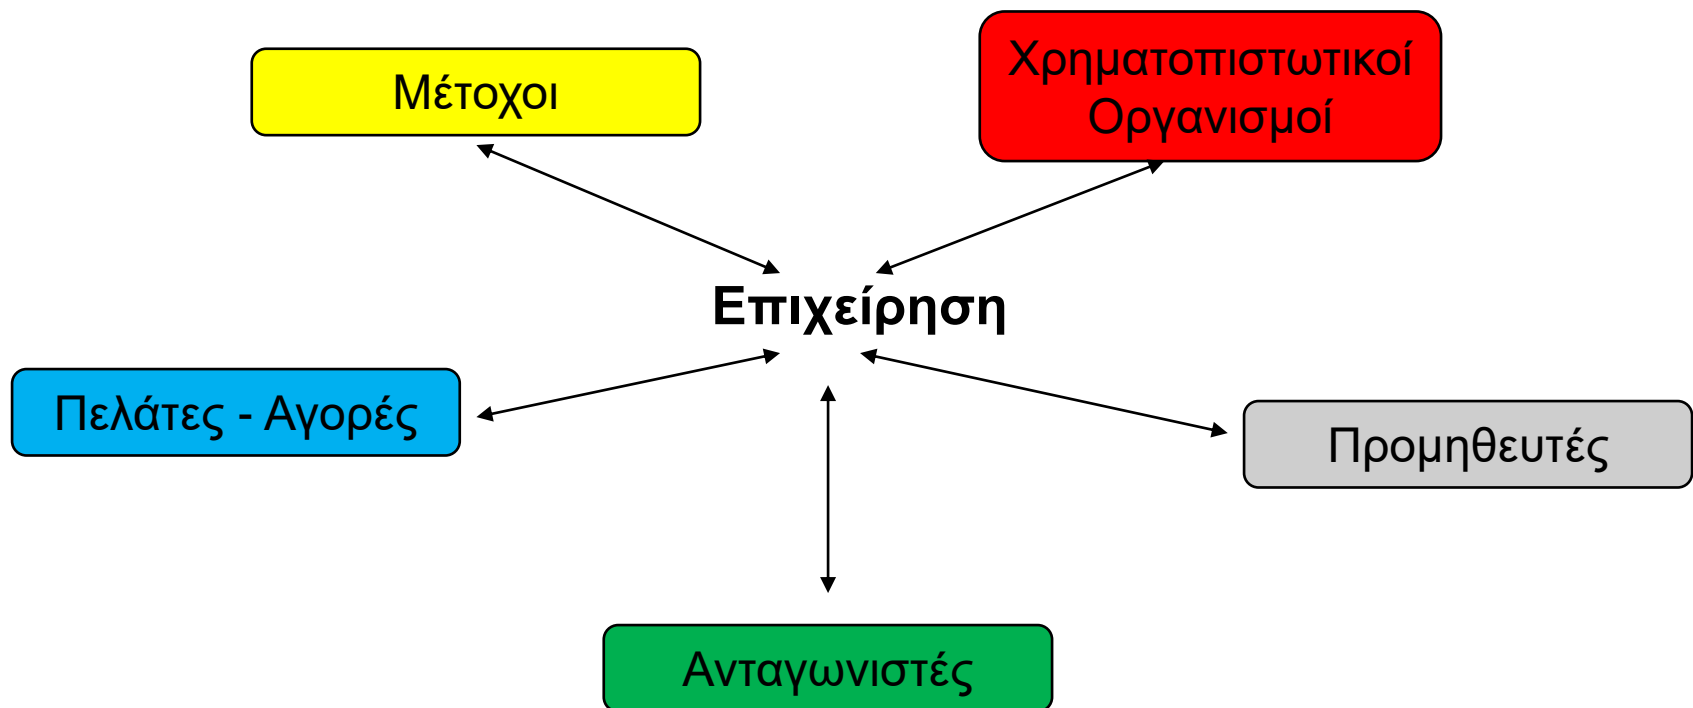 Μέτοχοι
Χρηματοπιστωτικοί
Οργανισμοί
Επιχείρηση
Πελάτες - Αγορές
Προμηθευτές
Ανταγωνιστές